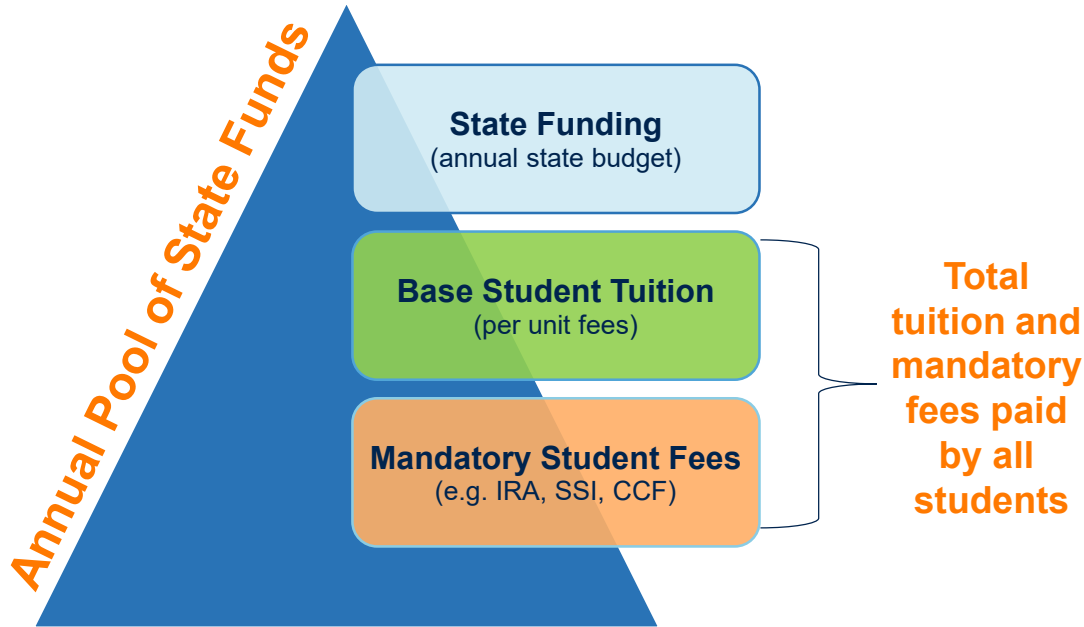 Annual Pool of State Funds
State Funding
(annual state budget)
Base Student Tuition
(per unit fees)
Mandatory Student Fees
(e.g. IRA, SSI, CCF)
Total
tuition and
mandatory
fees paid
by all
students